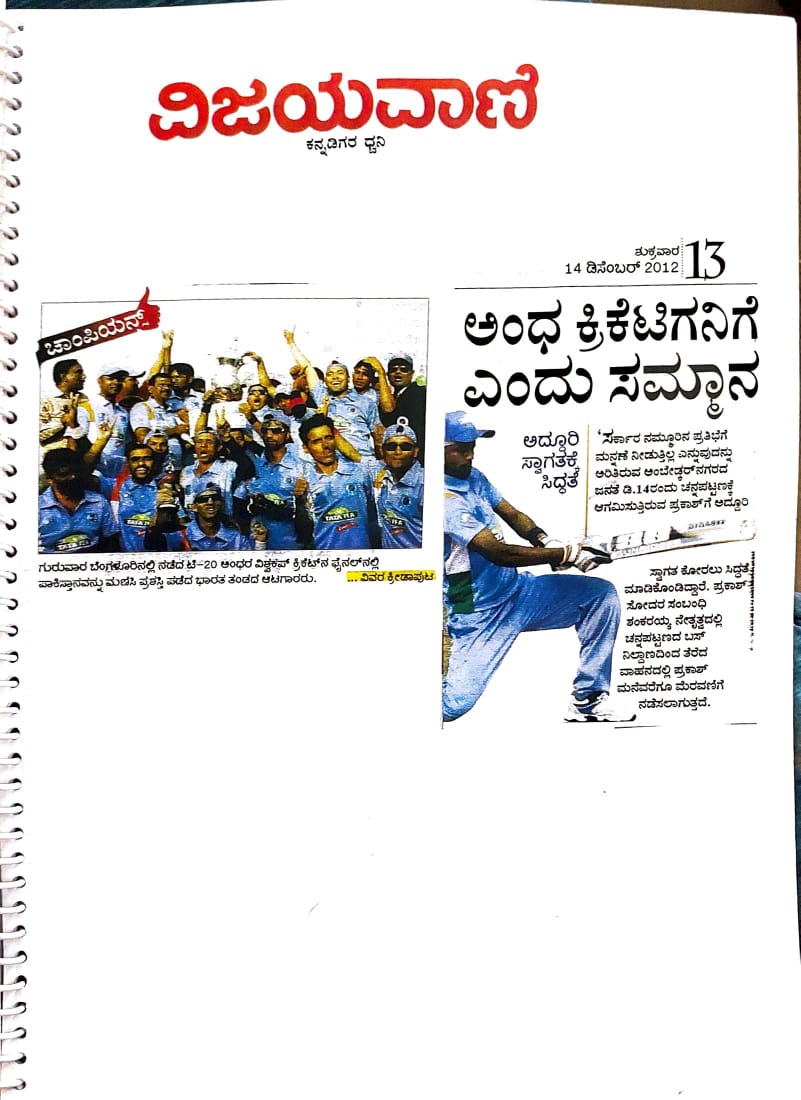 ವಿಜಯವಾಣಿ
ಕನ್ನಡಿಗರ ಧ್ವನಿ
ಶುಕ್ರವಾರ
14 ಡಿಸೆಂಬರ್ 2012
13
ಚಾಂಪಿಯನ್ಸ್
ಗುರುವಾರ ಬೆಂಗಳೂರಿನಲ್ಲಿ ನಡೆದ ಟಿ-20 ಅಂಧರ ವಿಶ್ವಕಪ್ ಕ್ರಿಕೆಟ್‌ನ ಫೈನಲ್‌ನಲ್ಲಿ
ಪಾಕಿಸ್ತಾನವನ್ನು ಮಣಿಸಿ ಪ್ರಶಸ್ತಿ ಪಡೆದ ಭಾರತ ತಂಡದ ಆಟಗಾರರು. ... ವಿವರ ಕ್ರೀಡಾಪುಟ
ಅಂಧ ಕ್ರಿಕೆಟಿಗನಿಗೆ
ಎಂದು ಸಮ್ಮಾನ
ಅದ್ದೂರಿ
ಸ್ವಾಗತಕ್ಕೆ
ಸಿದ್ಧತೆ
'ಸರ್ಕಾರ ನಮ್ಮೂರಿನ ಪ್ರತಿಭೆಗೆ
ಮನ್ನಣೆ ನೀಡುತ್ತಿಲ್ಲ ಎನ್ನುವುದನ್ನು
ಅರಿತಿರುವ ಅಂಬೇಡ್ಕರ್‌ನಗರದ
ಜನತೆ ಡಿ.14ರಂದು ಚನ್ನಪಟ್ಟಣಕ್ಕೆ
ಆಗಮಿಸುತ್ತಿರುವ ಪ್ರಕಾಶ್‌ಗೆ ಅದ್ದೂರಿ
ಸ್ವಾಗತ ಕೋರಲು ಸಿದ್ಧತೆ
ಮಾಡಿಕೊಂಡಿದ್ದಾರೆ. ಪ್ರಕಾಶ್
ಸೋದರ ಸಂಬಂಧಿ
ಶಂಕರಯ್ಯ ನೇತೃತ್ವದಲ್ಲಿ
ಚನ್ನಪಟ್ಟಣದ ಬಸ್
ನಿಲ್ದಾಣದಿಂದ ತೆರೆದ
ವಾಹನದಲ್ಲಿ ಪ್ರಕಾಶ್
ಮನೆವರೆಗೂ ಮೆರವಣಿಗೆ
ನಡೆಸಲಾಗುತ್ತದೆ.